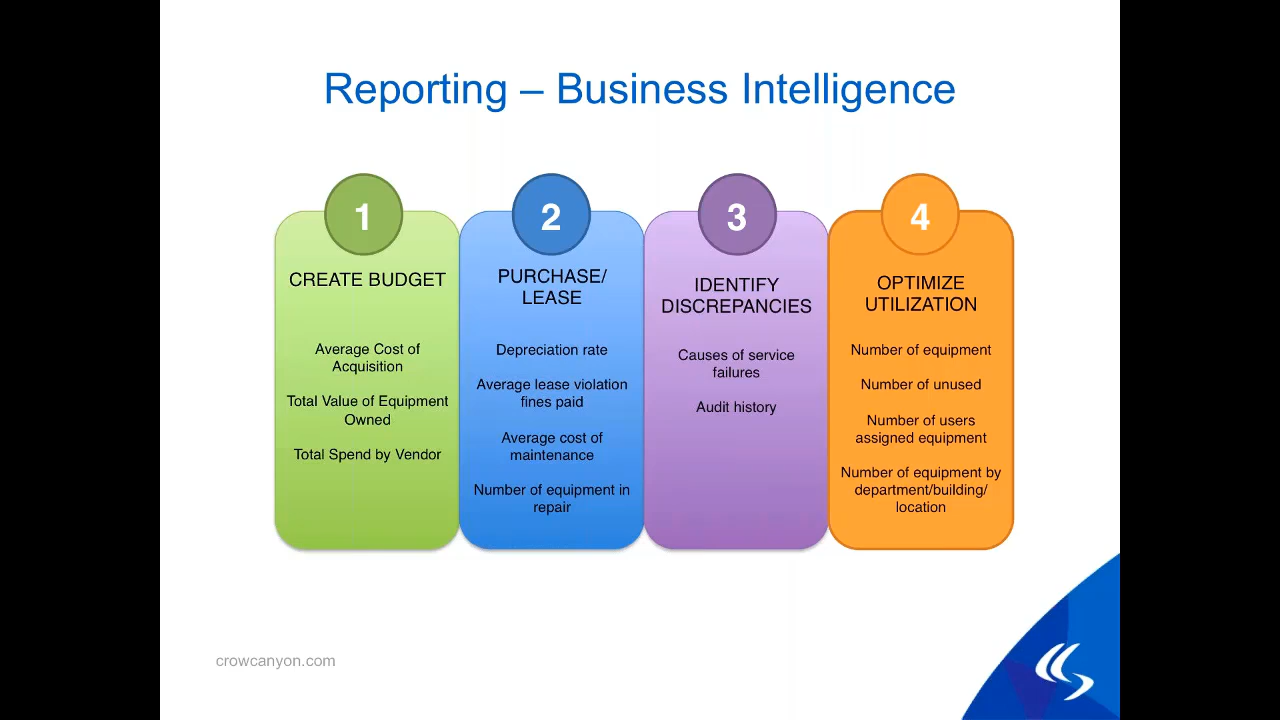 Reporting – Business Intelligence
1
CREATE BUDGET
Average Cost of
Acquisition
Total Value of Equipment
Owned
Total Spend by Vendor
2
PURCHASE/
LEASE
Depreciation rate
Average lease violation
fines paid
Average cost of
maintenance
Number of equipment in
repair
3
IDENTIFY
DISCREPANCIES
Causes of service
failures
Audit history
4
OPTIMIZE
UTILIZATION
Number of equipment
Number of unused
Number of users
assigned equipment
Number of equipment by
department/building/
location
crowcanyon.com